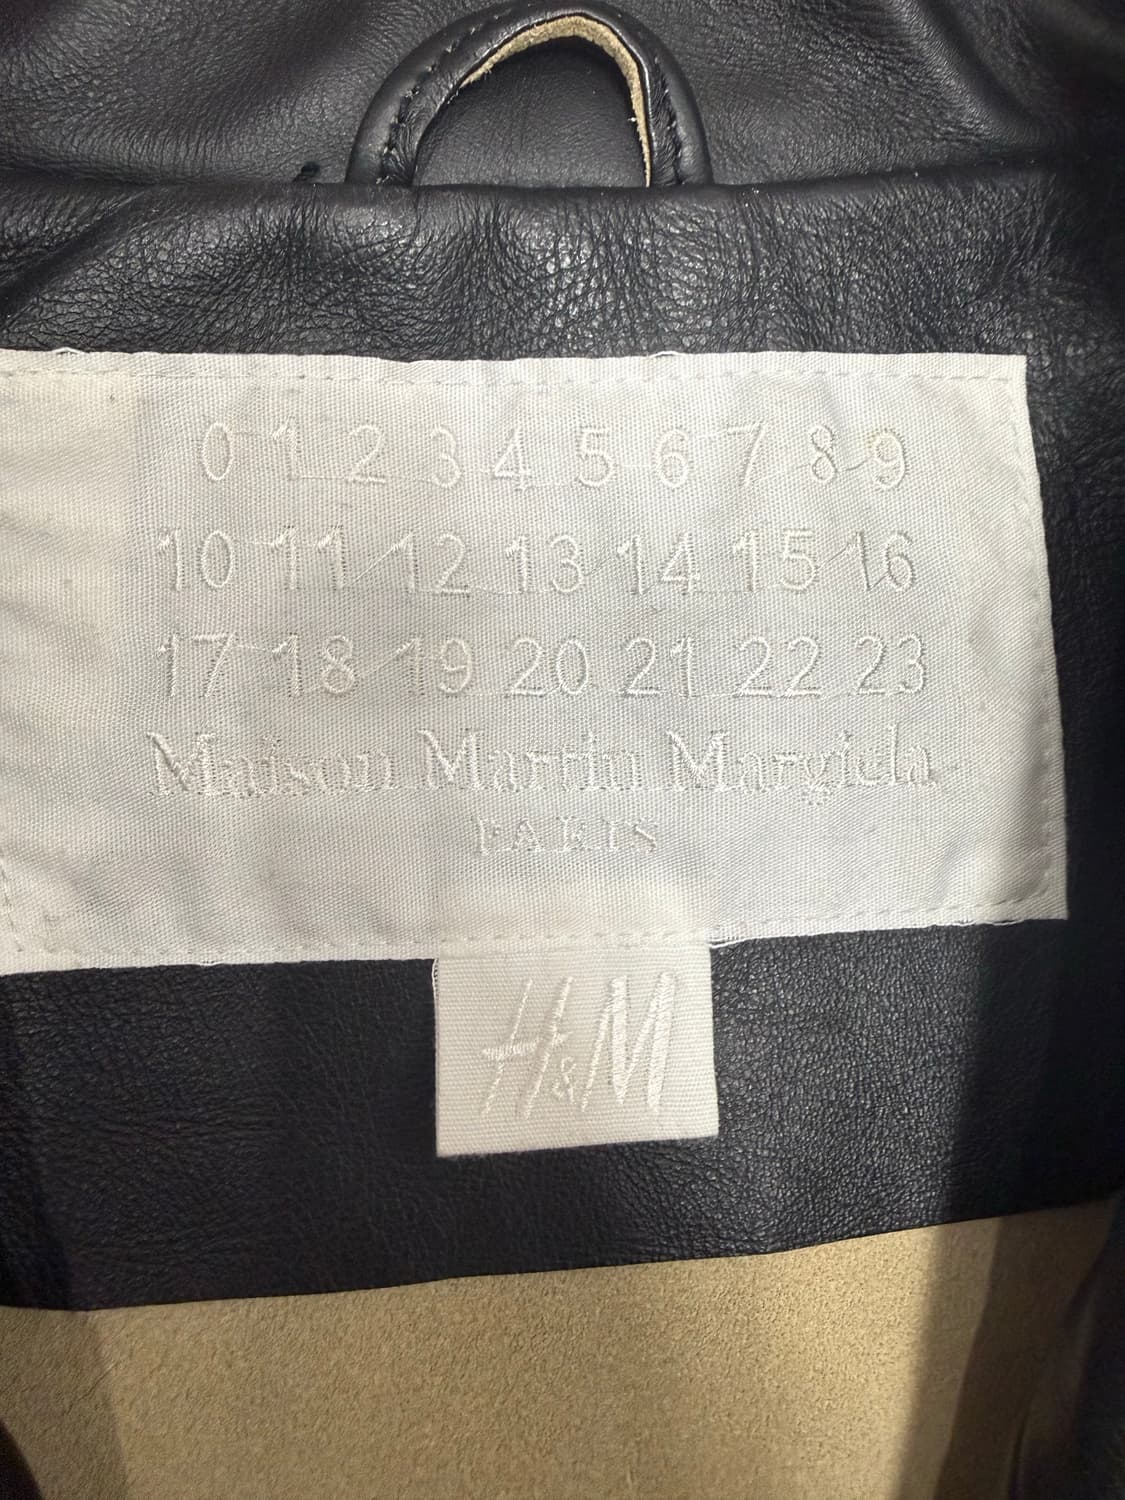 0 1 2 3 4 5 6 7 8 9
10 11 12 13 14 15 16
17 18 19 20 21 22 23
Maison Martin Margiela
PARIS
H&M